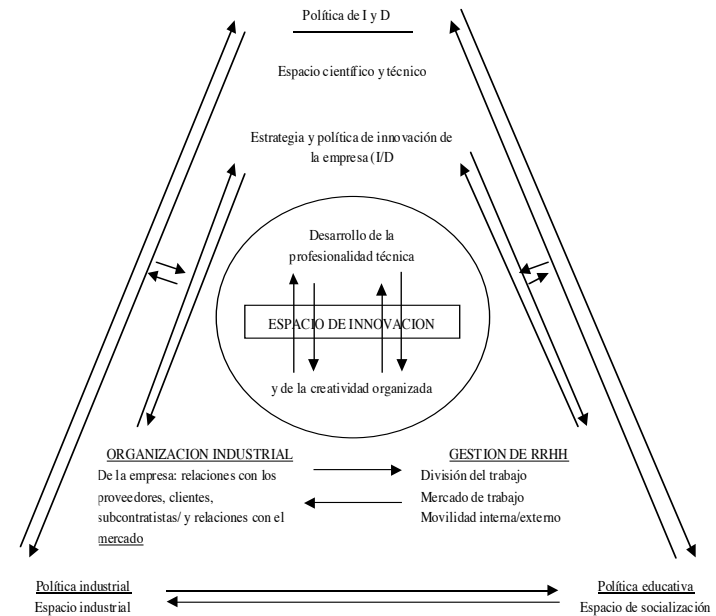 Política de I y D
Espacio científico y técnico
Estrategia y política de innovación de
la empresa (I/D
Desarrollo de la
profesionalidad técnica
ESPACIO DE INNOVACION
y de la creatividad organizada
ORGANIZACION INDUSTRIAL
De la empresa: relaciones con los
proveedores, clientes,
subcontratistas/ y relaciones con el
mercado
GESTION DE RRHH
División del trabajo
Mercado de trabajo
Movilidad interna/externo
Política industrial
Espacio industrial
Política educativa
Espacio de socialización